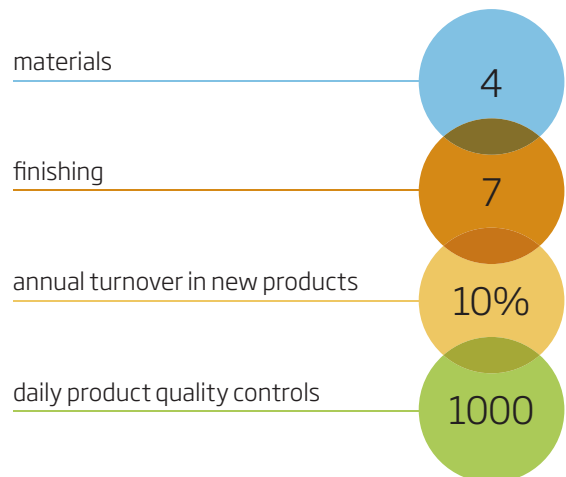 materials
4
finishing
7
annual turnover in new products
10%
daily product quality controls
1000